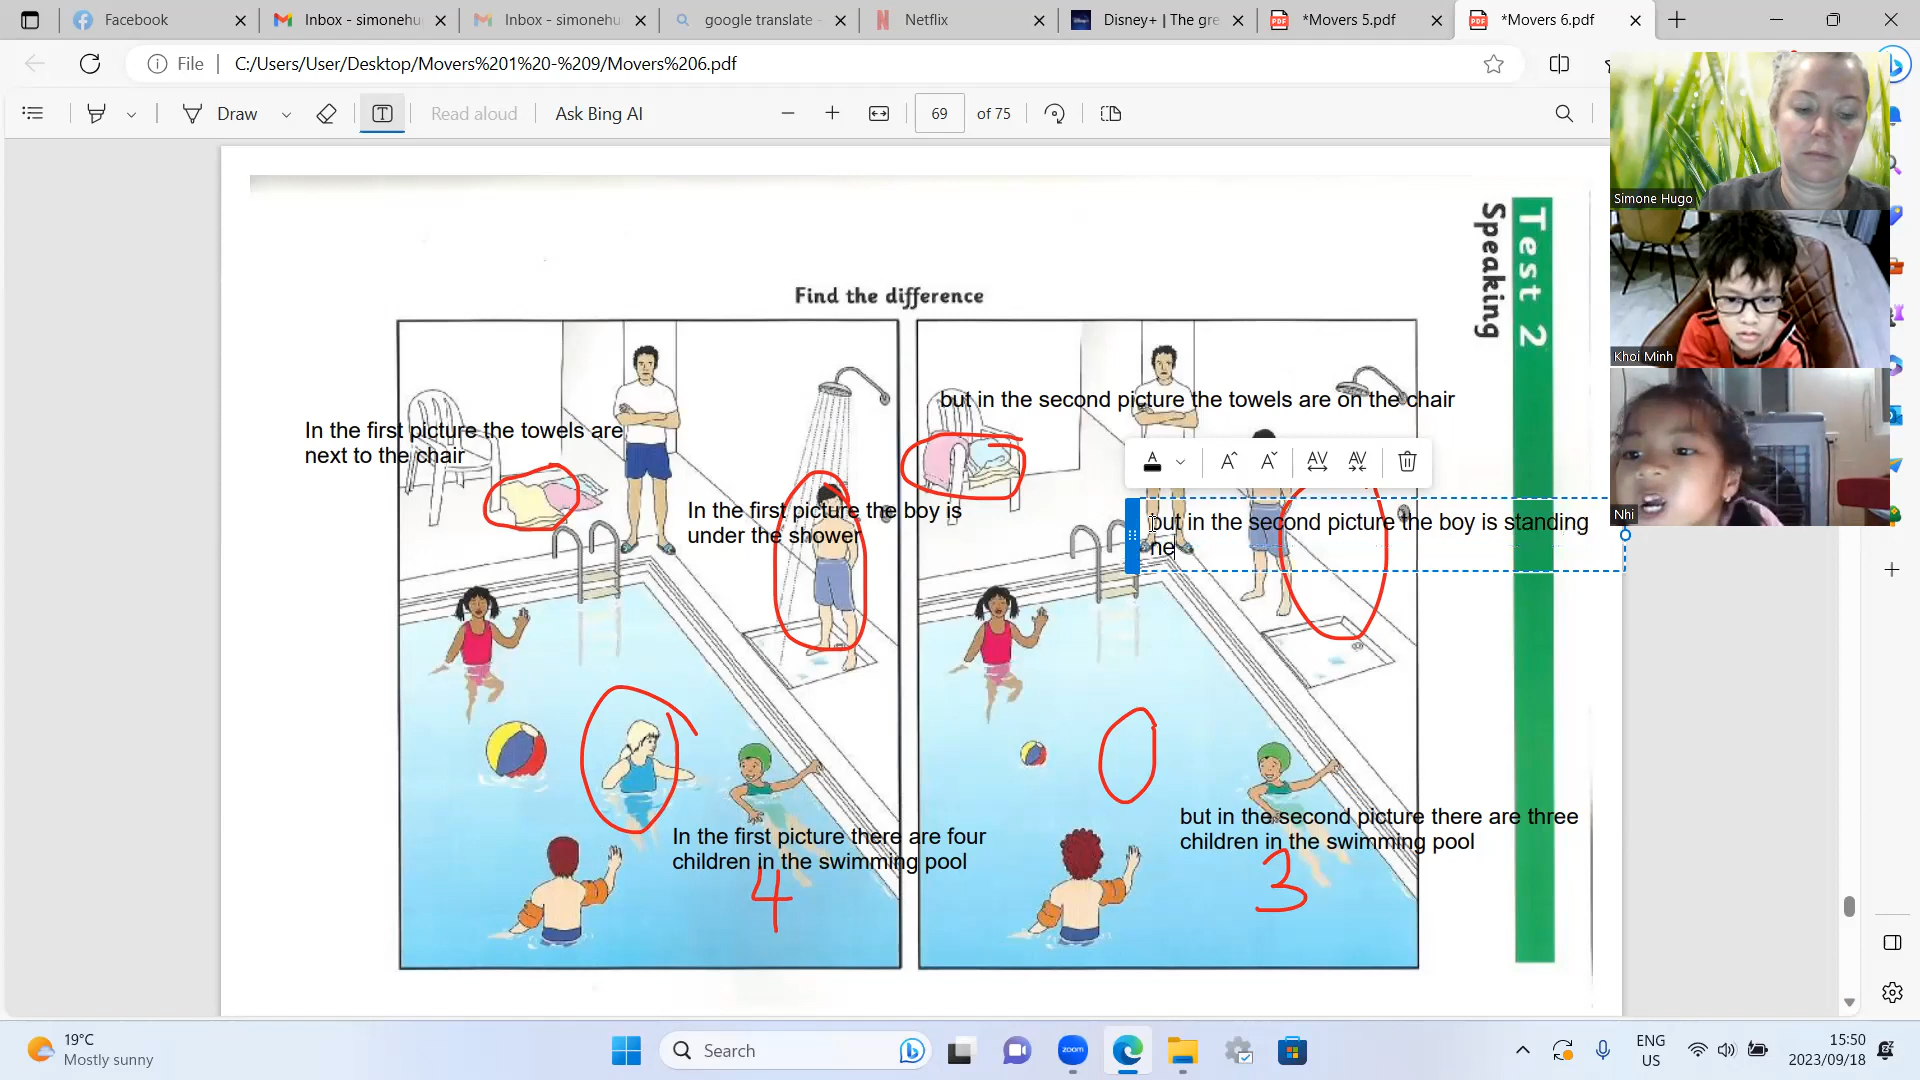 Facebook
Inbox - simonehu
Inbox - simonehu
google translate -
Netflix
Disney+ | The gre
*Movers 5.pdf
*Movers 6.pdf
File
C:/Users/User/Desktop/Movers%201%20-%209/Movers%206.pdf
Draw
Read aloud
Ask Bing AI
69
of 75
Simone Hugo
Khoi Minh
Nhi
Test 2
Speaking
Find the difference
In the first picture the towels are
next to the chair
but in the second picture the towels are on the chair
In the first picture the boy is
under the shower
but in the second picture the boy is standing
ne
In the first picture there are four
children in the swimming pool
4
but in the second picture there are three
children in the swimming pool
3
19°C
Mostly sunny
Search
zoom
ENG
US
15:50
2023/09/18